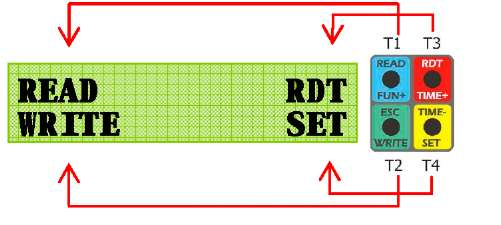 T1 T3
READ RDT
FUN+ TIME+
READ RDT
WRITE SET
ESC TIME-
WRITE SET
T2 T4